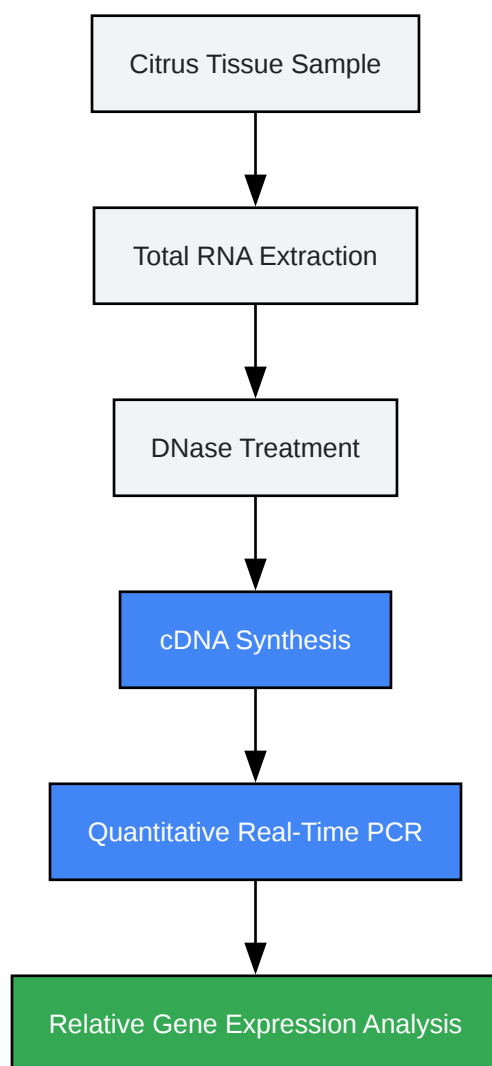 Citrus Tissue Sample
Total RNA Extraction
DNase Treatment
cDNA Synthesis
Quantitative Real-Time PCR
Relative Gene Expression Analysis